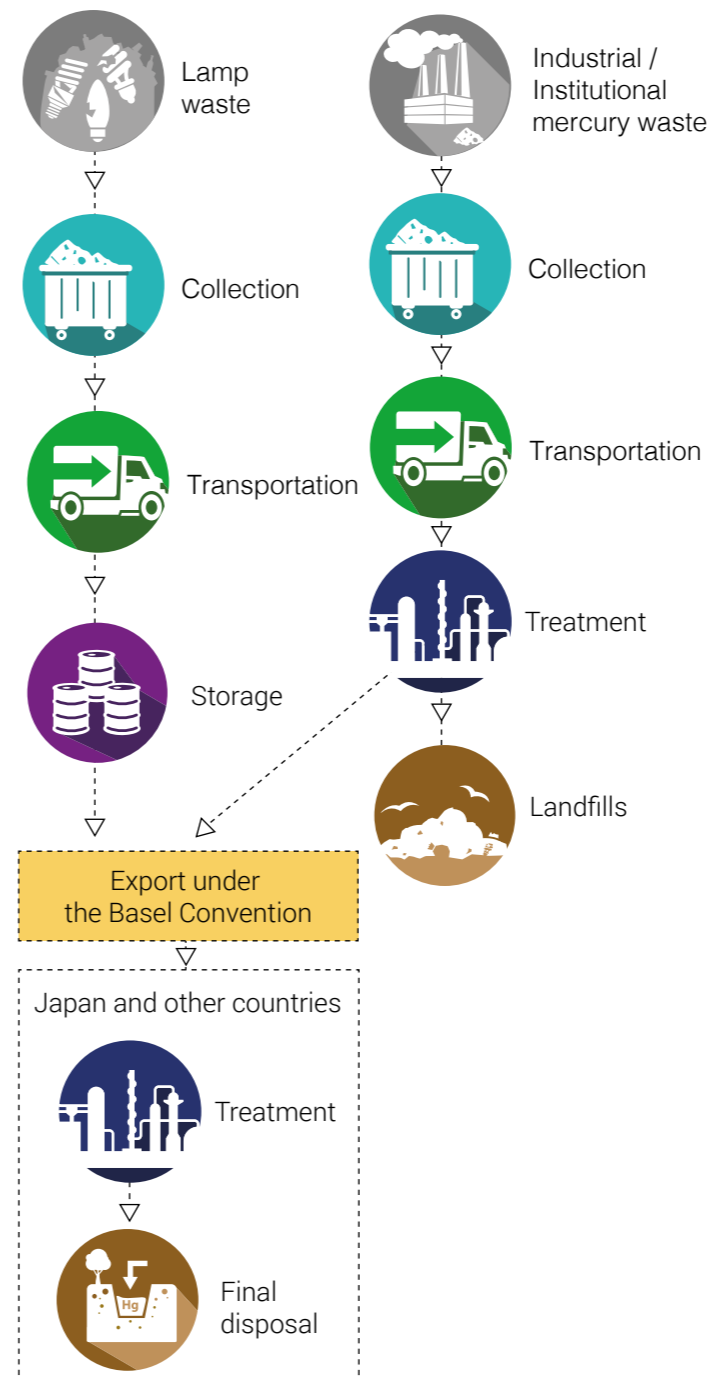 Lamp
waste
Industrial /
Institutional
mercury waste
Collection
Collection
Transportation
Transportation
Treatment
Storage
Landfills
Export under
the Basel Convention
Japan and other countries
Treatment
Hg
Final
disposal